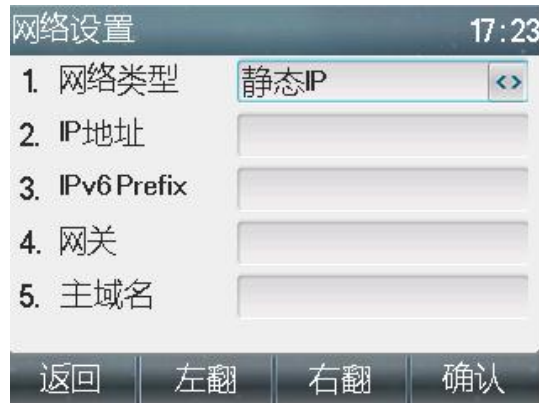 网络设置 17:23
1. 网络类型 静态IP <>
2. IP地址
3. IPv6 Prefix
4. 网关
5. 主域名
返回 左翻 右翻 确认